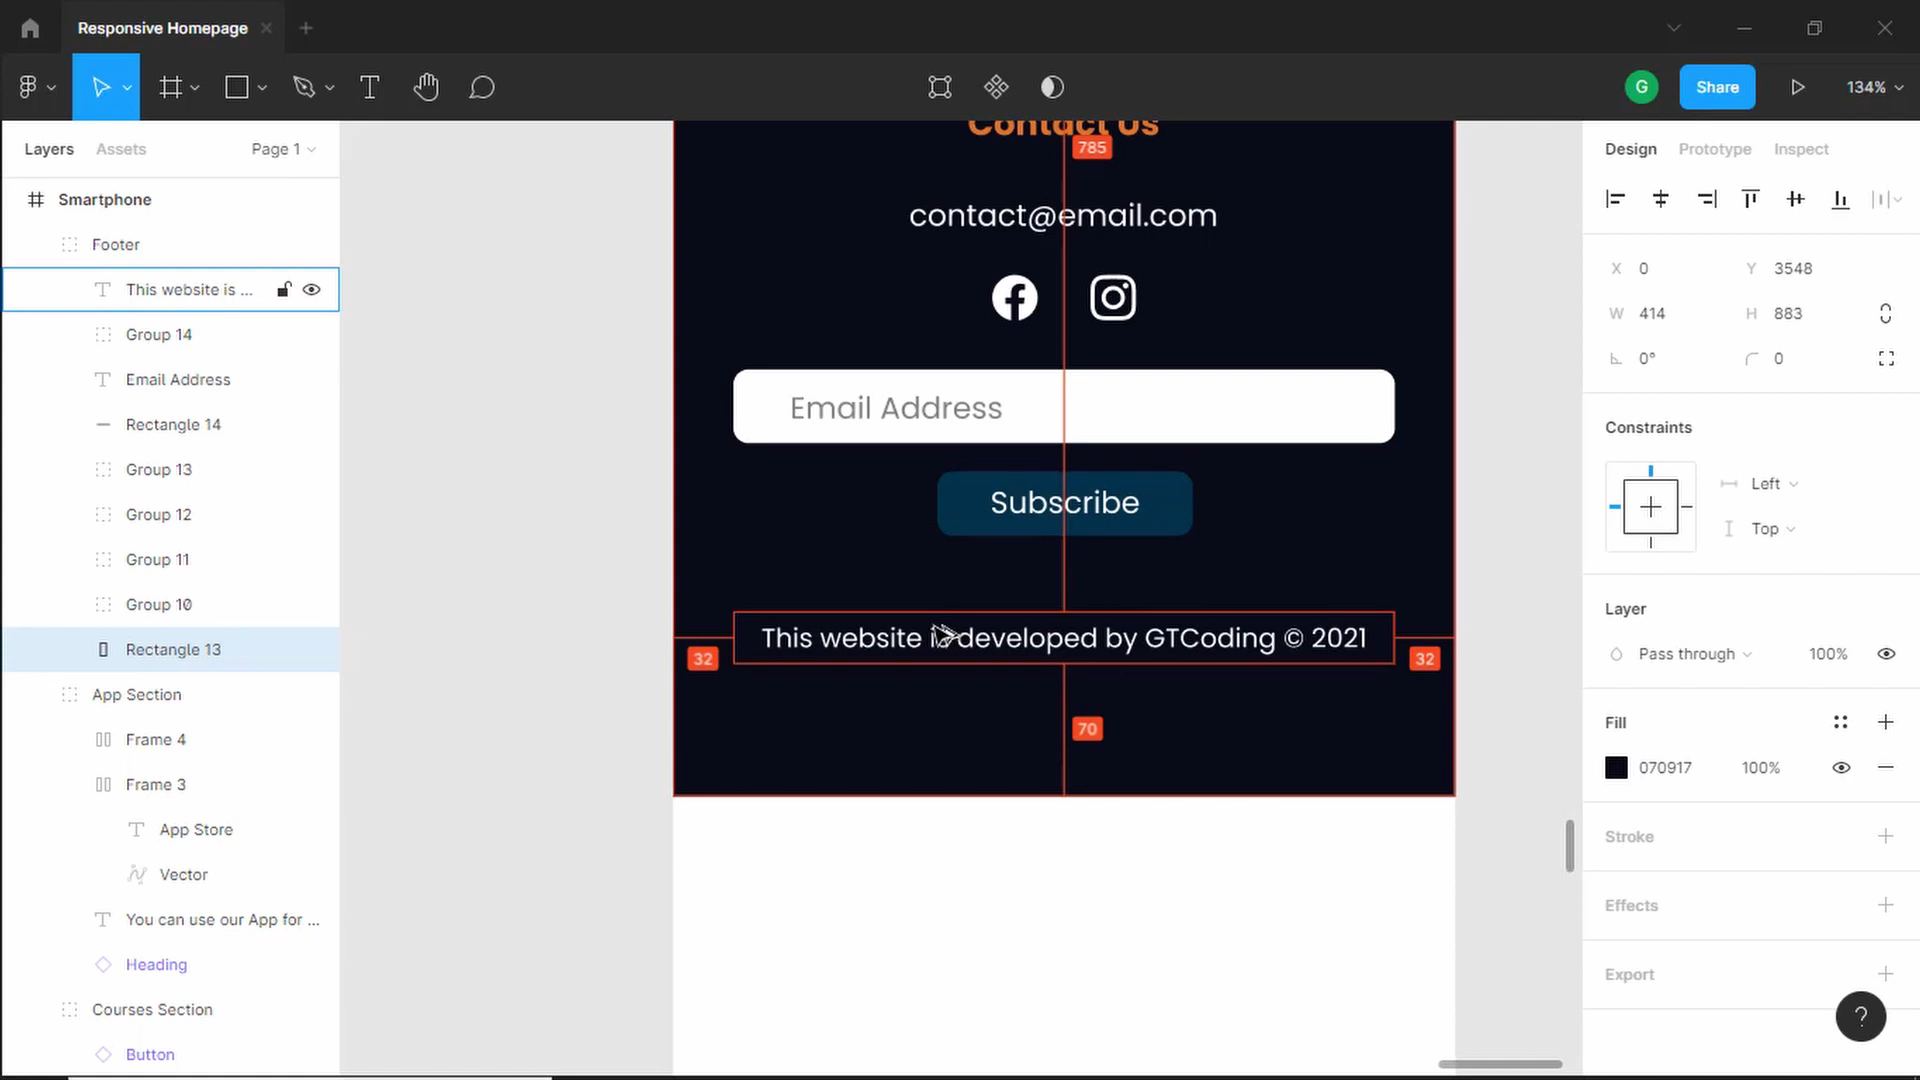 Responsive Homepage
G
Share
134%
Layers
Assets
Page 1
Smartphone
Footer
This website is ...
Group 14
Email Address
Rectangle 14
Group 13
Group 12
Group 11
Group 10
Rectangle 13
App Section
Frame 4
Frame 3
App Store
Vector
You can use our App for ...
Heading
Courses Section
Button
Contact Us
785
contact@email.com
Email Address
Subscribe
This website is developed by GTCoding © 2021
32
32
70
Design
Prototype
Inspect
X 0
Y 3548
W 414
H 883
0°
0
Constraints
Left
Top
Layer
Pass through
100%
Fill
070917
100%
Stroke
Effects
Export
?